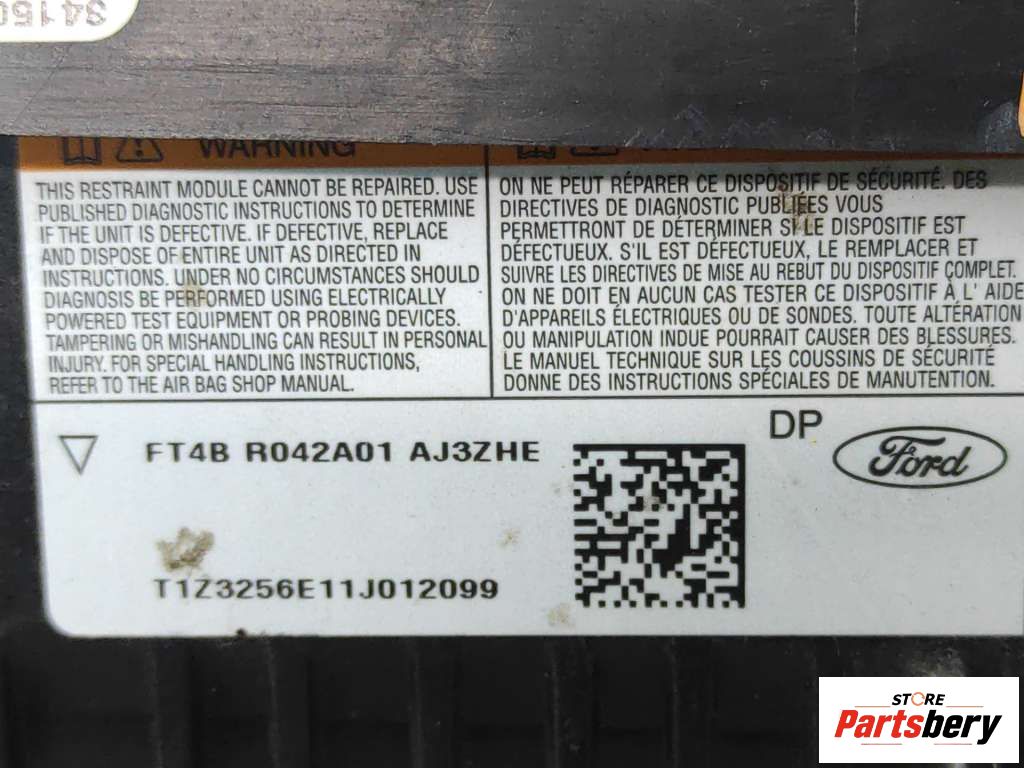 WARNING
THIS RESTRAINT MODULE CANNOT BE REPAIRED. USE
PUBLISHED DIAGNOSTIC INSTRUCTIONS TO DETERMINE
IF THE UNIT IS DEFECTIVE. IF DEFECTIVE, REPLACE
AND DISPOSE OF ENTIRE UNIT AS DIRECTED IN
INSTRUCTIONS. UNDER NO CIRCUMSTANCES SHOULD
DIAGNOSIS BE PERFORMED USING ELECTRICALLY
POWERED TEST EQUIPMENT OR PROBING DEVICES.
TAMPERING OR MISHANDLING CAN RESULT IN PERSONAL
INJURY. FOR SPECIAL HANDLING INSTRUCTIONS,
REFER TO THE AIR BAG SHOP MANUAL.
ON NE PEUT RÉPARER CE DISPOSITIF DE SÉCURITÉ. DES
DIRECTIVES DE DIAGNOSTIC PUBLIÉES VOUS
PERMETTRONT DE DÉTERMINER SI LE DISPOSITIF EST
DÉFECTUEUX. S'IL EST DÉFECTUEUX, LE REMPLACER ET
SUIVRE LES DIRECTIVES DE MISE AU REBUT DU DISPOSITIF COMPLET.
ON NE DOIT EN AUCUN CAS TESTER CE DISPOSITIF À L' AIDE
D'APPAREILS ÉLECTRIQUES OU DE SONDES. TOUTE ALTÉRATION
OU MANIPULATION INDUE POURRAIT CAUSER DES BLESSURES.
LE MANUEL TECHNIQUE SUR LES COUSSINS DE SÉCURITÉ
DONNE DES INSTRUCTIONS SPÉCIALES DE MANUTENTION.
DP
Ford
FT4B R042A01 AJ3ZHE
T1Z3256E11J012099
STORE
Partsbery